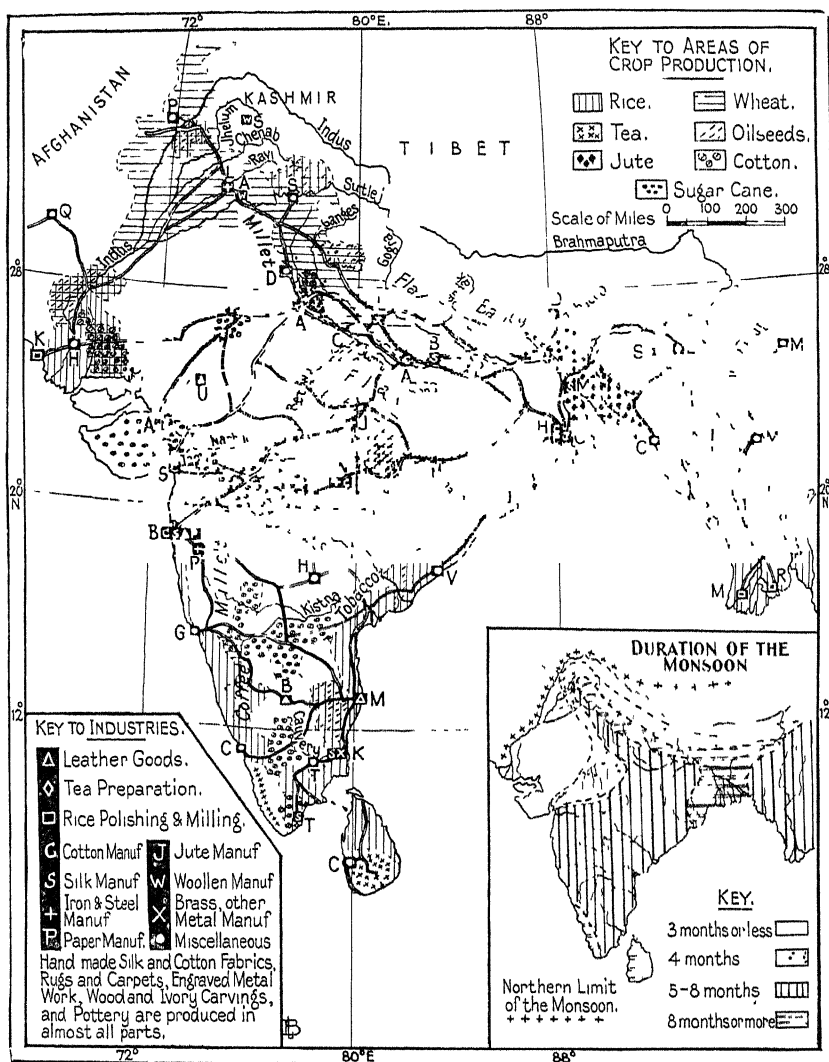 72°
80°E.
88°
KEY TO AREAS OF
CROP PRODUCTION.
Rice.
Wheat.
Tea.
Oilseeds.
Jute
Cotton.
Sugar Cane.
Scale of Miles
0 100 200 300
AFGHANISTAN
KASHMIR
TIBET
Indus
Jhelum
Chenab
Ravi
Sutlej
Ganges
Gogra
Brahmaputra
Indus
Millet
28°
28°
P
S
L
A
S
Q
D
A
C
B
A
K
H
U
A
J
S
S
M
H
C
C
M
20°
N
20°
N
B
P
H
V
M
R
Millet
Kistna
Tobacco
G
Coffee
B
M
12°
12°
C
Cauvery
T
K
T
C
KEY TO INDUSTRIES.
Leather Goods.
Tea Preparation.
Rice Polishing & Milling.
G Cotton Manuf
J Jute Manuf
S Silk Manuf
W Woollen Manuf
+ Iron & Steel
Manuf
X Brass, other
Metal Manuf
P Paper Manuf.
Miscellaneous
Hand made Silk and Cotton Fabrics,
Rugs and Carpets, Engraved Metal
Work, Wood and Ivory Carvings,
and Pottery are produced in
almost all parts.
DURATION OF THE
MONSOON
KEY.
3 months or less
4 months
5-8 months
8 months or more
Northern Limit
of the Monsoon.
72°
80°E
88°